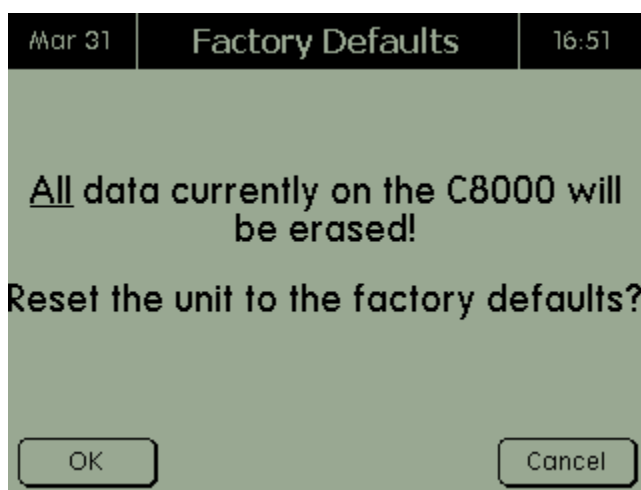 Mar 31 Factory Defaults 16:51
All data currently on the C8000 will
be erased!
Reset the unit to the factory defaults?
OK Cancel